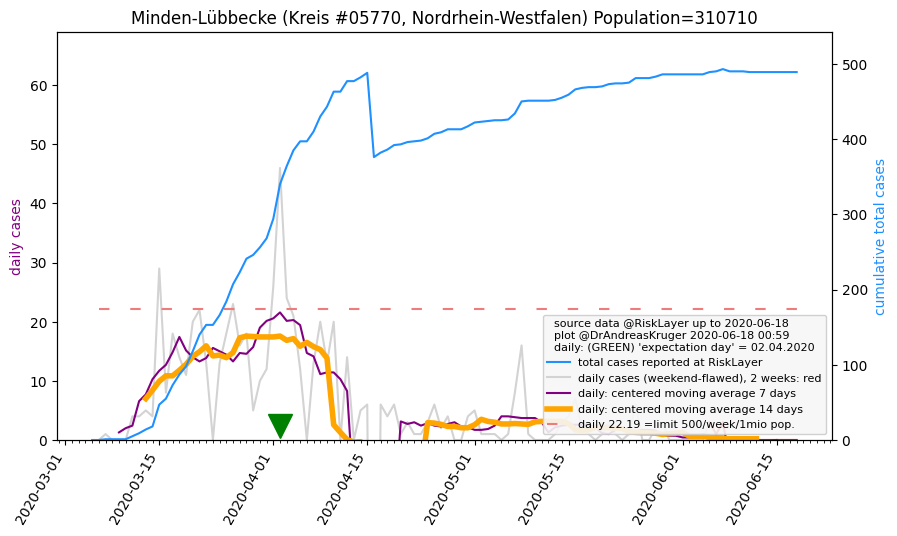 Minden-Lübbecke (Kreis #05770, Nordrhein-Westfalen) Population=310710
daily cases
60
50
40
30
20
10
0
500
400
300
200
100
0
cumulative total cases
source data @RiskLayer up to 2020-06-18
plot @DrAndreasKruger 2020-06-18 00:59
daily: (GREEN) 'expectation day' = 02.04.2020
total cases reported at RiskLayer
daily cases (weekend-flawed), 2 weeks: red
daily: centered moving average 7 days
daily: centered moving average 14 days
daily 22.19 =limit 500/week/1mio pop.
2020-03-01
2020-03-15
2020-04-01
2020-04-15
2020-05-01
2020-05-15
2020-06-01
2020-06-15